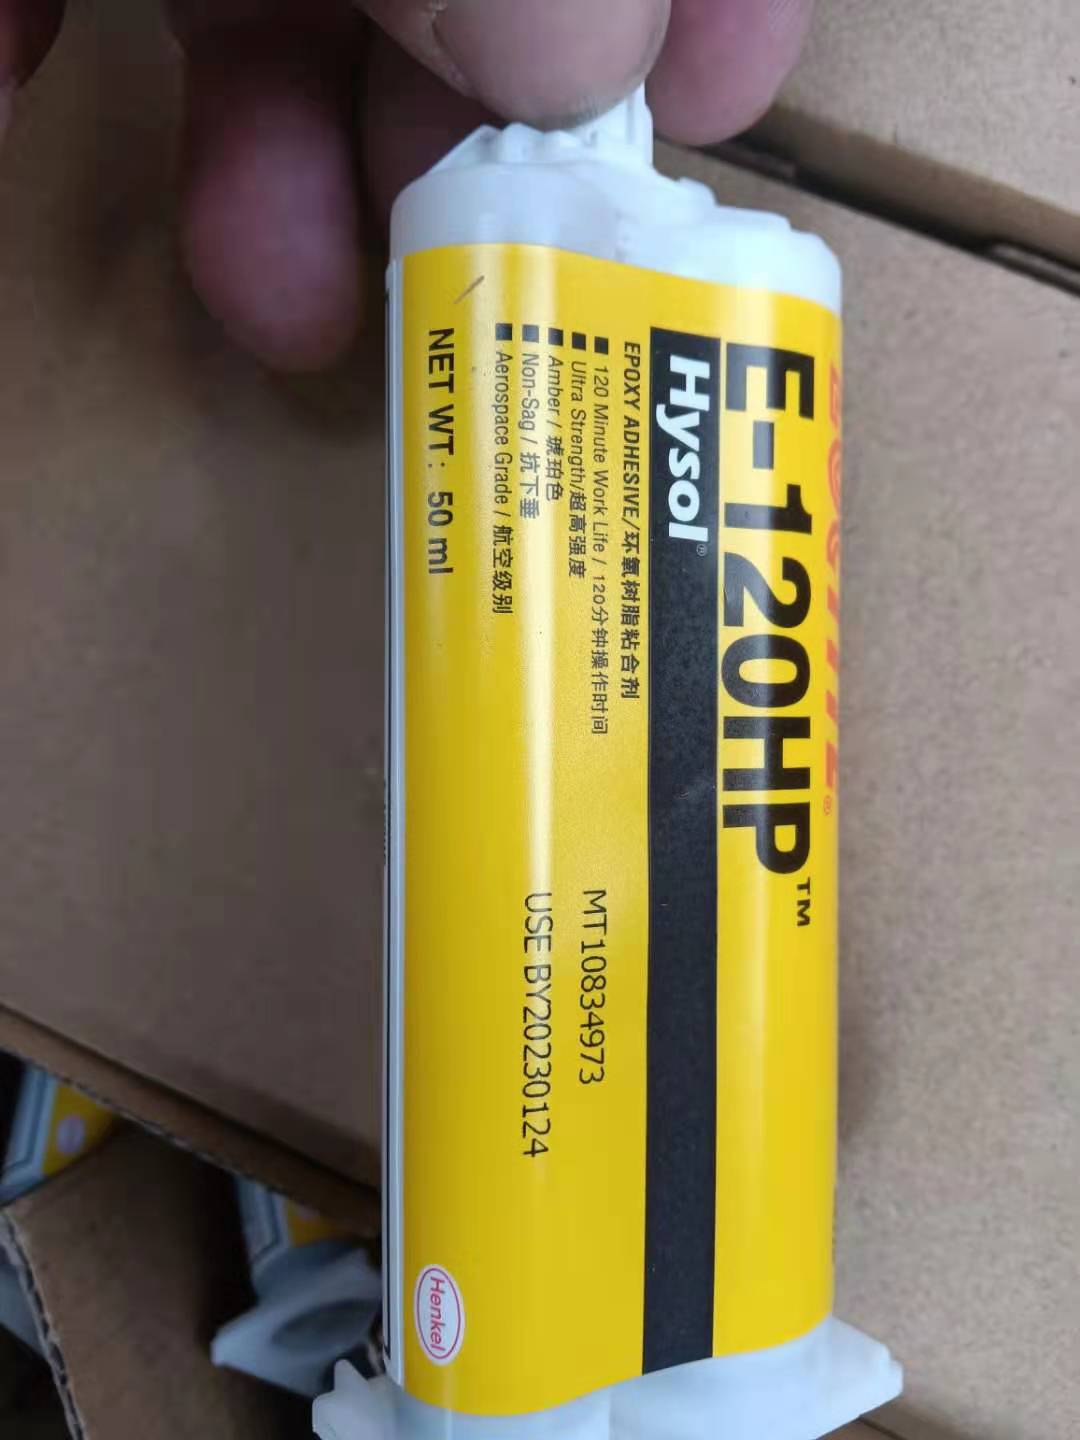 LOCTITE®
E-120HP™
Hysol®
EPOXY ADHESIVE/环氧树脂粘合剂
■ 120 Minute Work Life / 120分钟操作时间
■ Ultra Strength/超高强度
■ Amber / 琥珀色
■ Non-Sag / 抗下垂
■ Aerospace Grade / 航空级别
NET WT: 50 ml
MT10834973
USE BY20230124
Henkel